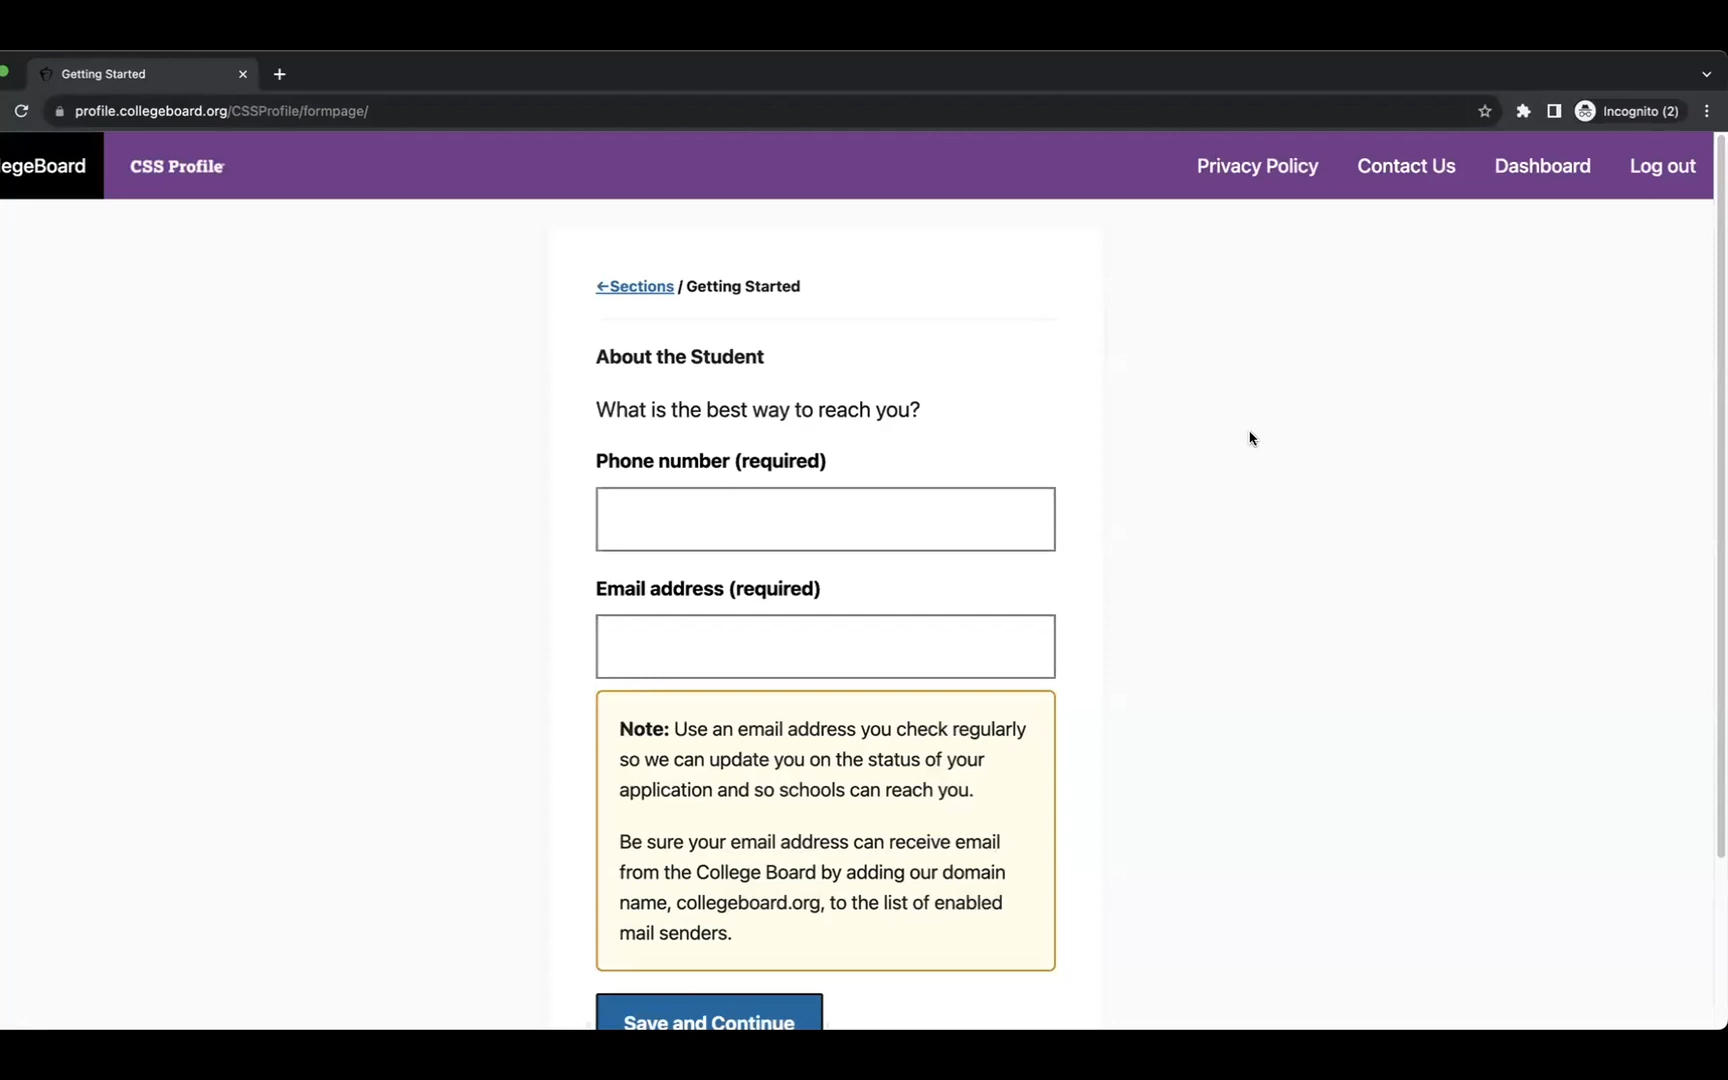 Getting Started
profile.collegeboard.org/CSSProfile/formpage/
Incognito (2)
legeBoard
CSS Profile
Privacy Policy
Contact Us
Dashboard
Log out
←Sections / Getting Started
About the Student
What is the best way to reach you?
Phone number (required)
Email address (required)
Note: Use an email address you check regularly
so we can update you on the status of your
application and so schools can reach you.
Be sure your email address can receive email
from the College Board by adding our domain
name, collegeboard.org, to the list of enabled
mail senders.
Save and Continue